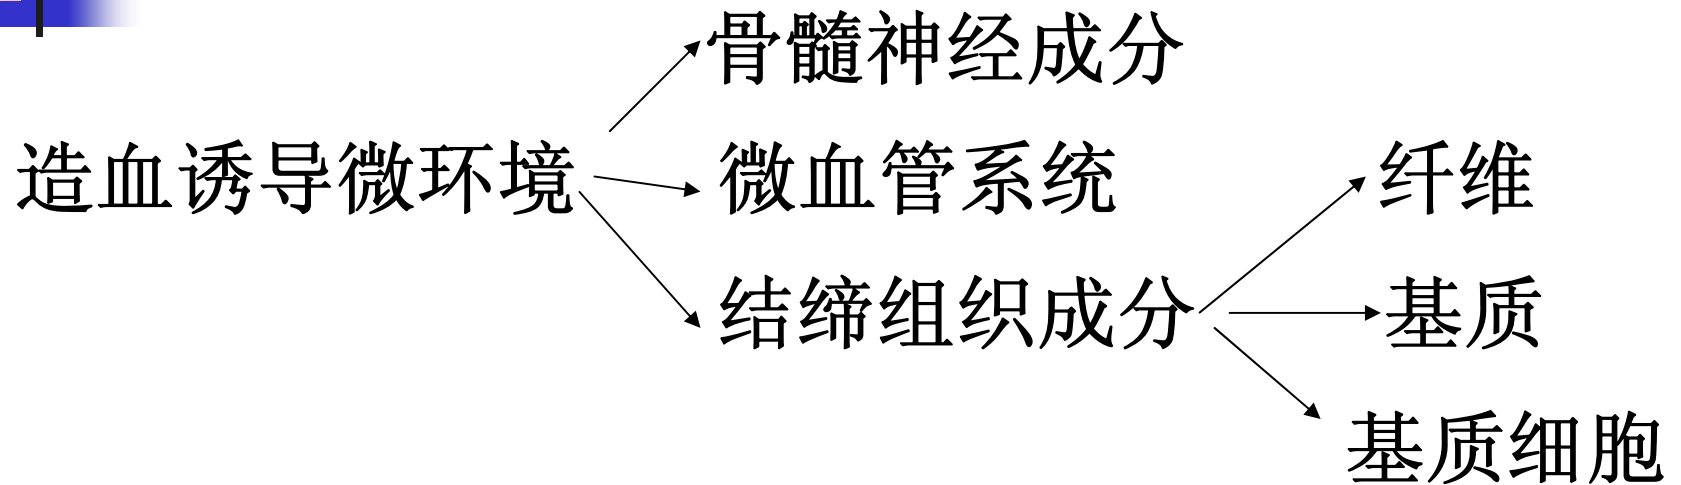 骨髓神经成分
造血诱导微环境
微血管系统
纤维
结缔组织成分
基质
基质细胞